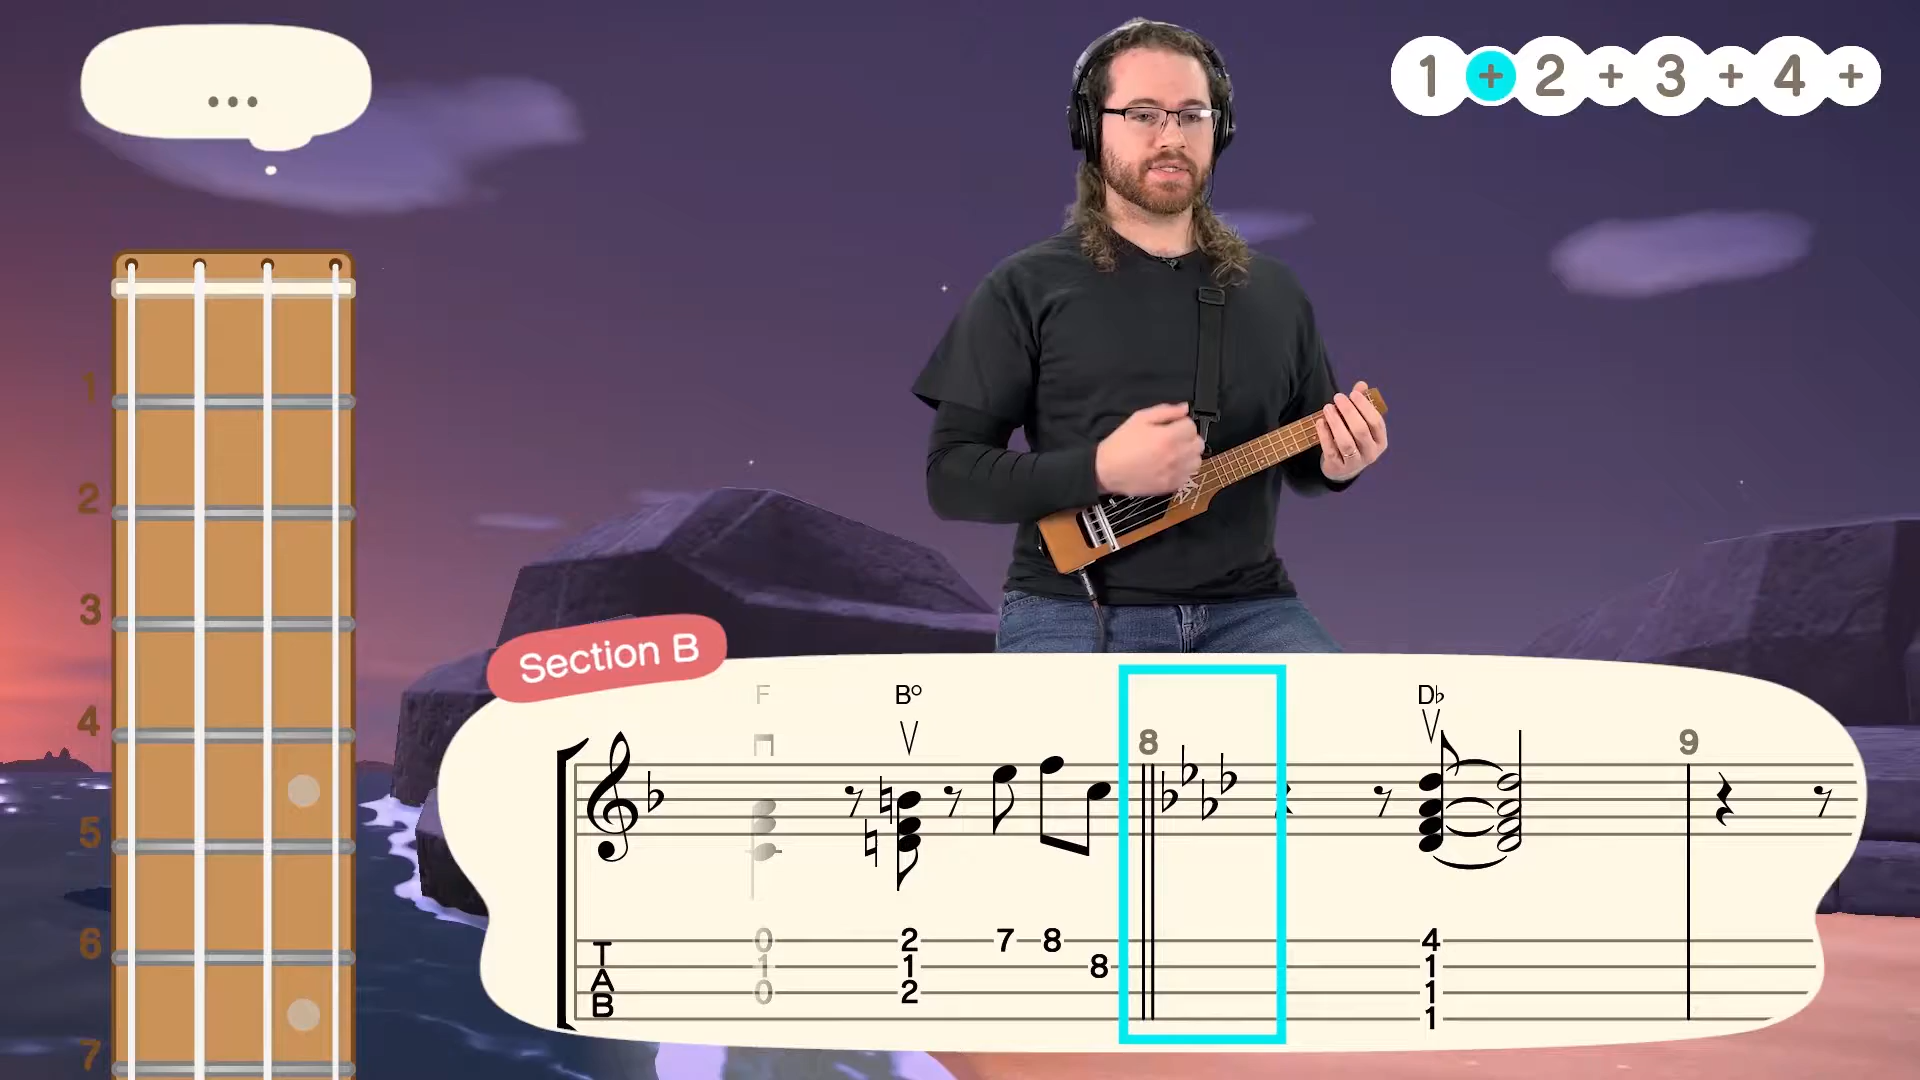 ...
1 + 2 + 3 + 4 +
1
2
3
4
5
6
7
Section B
F B° D♭
8 9
T
A
B
0 2 7 8 4
1 1 8 1
0 2 1
1